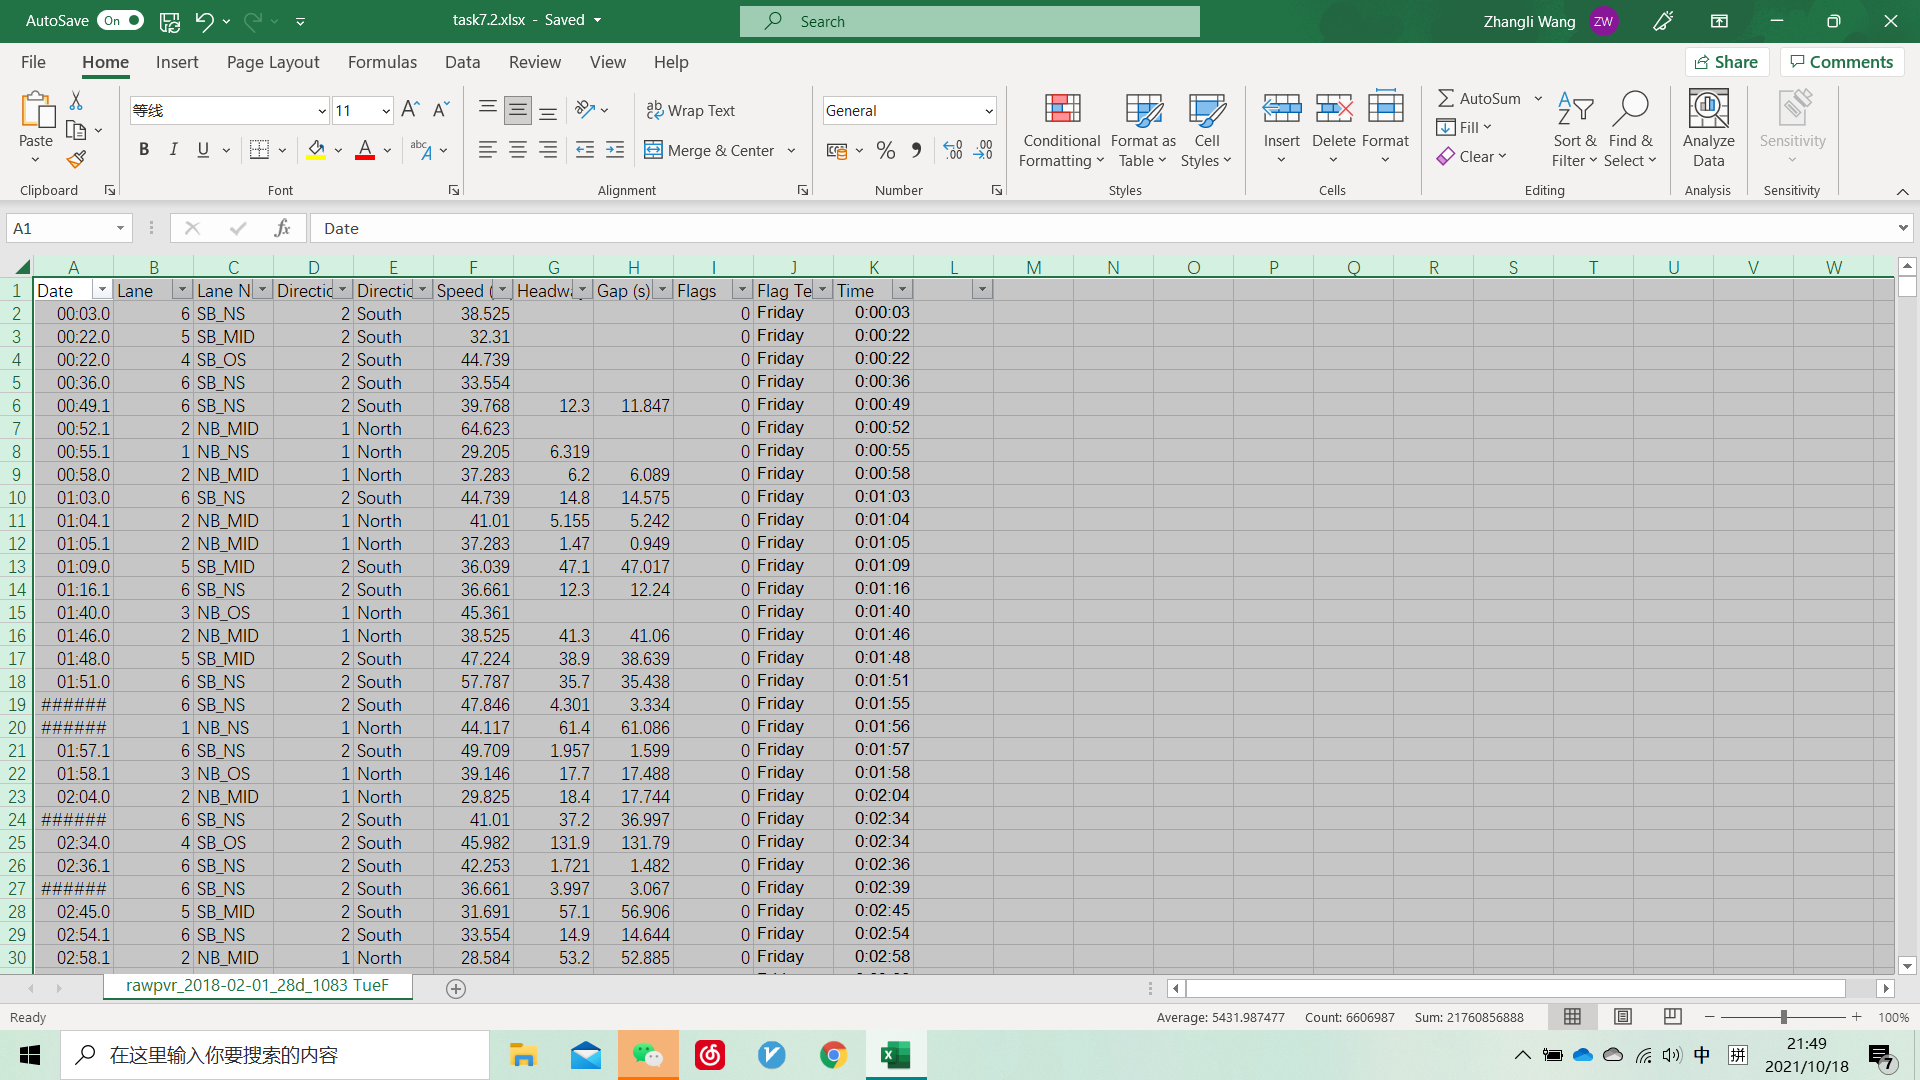 AutoSave On task7.2.xlsx - Saved Search Zhangli Wang ZW
File Home Insert Page Layout Formulas Data Review View Help Share Comments
等线 11 Wrap Text General AutoSum
Paste Conditional Formatting Format as Table Cell Styles Insert Delete Format Fill Sort & Filter Find & Select Analyze Data Sensitivity
B I U Merge & Center % Clear
Clipboard Font Alignment Number Styles Cells Editing Analysis Sensitivity
A1 fx Date
A B C D E F G H I J K L M N O P Q R S T U V W
1 Date Lane Lane N Directic Directic Speed ( Headwa Gap (s) Flags Flag Te Time
2 00:03.0 6 SB_NS 2 South 38.525 0 Friday 0:00:03
3 00:22.0 5 SB_MID 2 South 32.31 0 Friday 0:00:22
4 00:22.0 4 SB_OS 2 South 44.739 0 Friday 0:00:22
5 00:36.0 6 SB_NS 2 South 33.554 0 Friday 0:00:36
6 00:49.1 6 SB_NS 2 South 39.768 12.3 11.847 0 Friday 0:00:49
7 00:52.1 2 NB_MID 1 North 64.623 0 Friday 0:00:52
8 00:55.1 1 NB_NS 1 North 29.205 6.319 0 Friday 0:00:55
9 00:58.0 2 NB_MID 1 North 37.283 6.2 6.089 0 Friday 0:00:58
10 01:03.0 6 SB_NS 2 South 44.739 14.8 14.575 0 Friday 0:01:03
11 01:04.1 2 NB_MID 1 North 41.01 5.155 5.242 0 Friday 0:01:04
12 01:05.1 2 NB_MID 1 North 37.283 1.47 0.949 0 Friday 0:01:05
13 01:09.0 5 SB_MID 2 South 36.039 47.1 47.017 0 Friday 0:01:09
14 01:16.1 6 SB_NS 2 South 36.661 12.3 12.24 0 Friday 0:01:16
15 01:40.0 3 NB_OS 1 North 45.361 0 Friday 0:01:40
16 01:46.0 2 NB_MID 1 North 38.525 41.3 41.06 0 Friday 0:01:46
17 01:48.0 5 SB_MID 2 South 47.224 38.9 38.639 0 Friday 0:01:48
18 01:51.0 6 SB_NS 2 South 57.787 35.7 35.438 0 Friday 0:01:51
19 ###### 6 SB_NS 2 South 47.846 4.301 3.334 0 Friday 0:01:55
20 ###### 1 NB_NS 1 North 44.117 61.4 61.086 0 Friday 0:01:56
21 01:57.1 6 SB_NS 2 South 49.709 1.957 1.599 0 Friday 0:01:57
22 01:58.1 3 NB_OS 1 North 39.146 17.7 17.488 0 Friday 0:01:58
23 02:04.0 2 NB_MID 1 North 29.825 18.4 17.744 0 Friday 0:02:04
24 ###### 6 SB_NS 2 South 41.01 37.2 36.997 0 Friday 0:02:34
25 02:34.0 4 SB_OS 2 South 45.982 131.9 131.79 0 Friday 0:02:34
26 02:36.1 6 SB_NS 2 South 42.253 1.721 1.482 0 Friday 0:02:36
27 ###### 6 SB_NS 2 South 36.661 3.997 3.067 0 Friday 0:02:39
28 02:45.0 5 SB_MID 2 South 31.691 57.1 56.906 0 Friday 0:02:45
29 02:54.1 6 SB_NS 2 South 33.554 14.9 14.644 0 Friday 0:02:54
30 02:58.1 2 NB_MID 1 North 28.584 53.2 52.885 0 Friday 0:02:58
rawpvr_2018-02-01_28d_1083 TueF
Ready Average: 5431.987477 Count: 6606987 Sum: 21760856888 100%
在这里输入你要搜索的内容 中 拼 21:49 7
2021/10/18